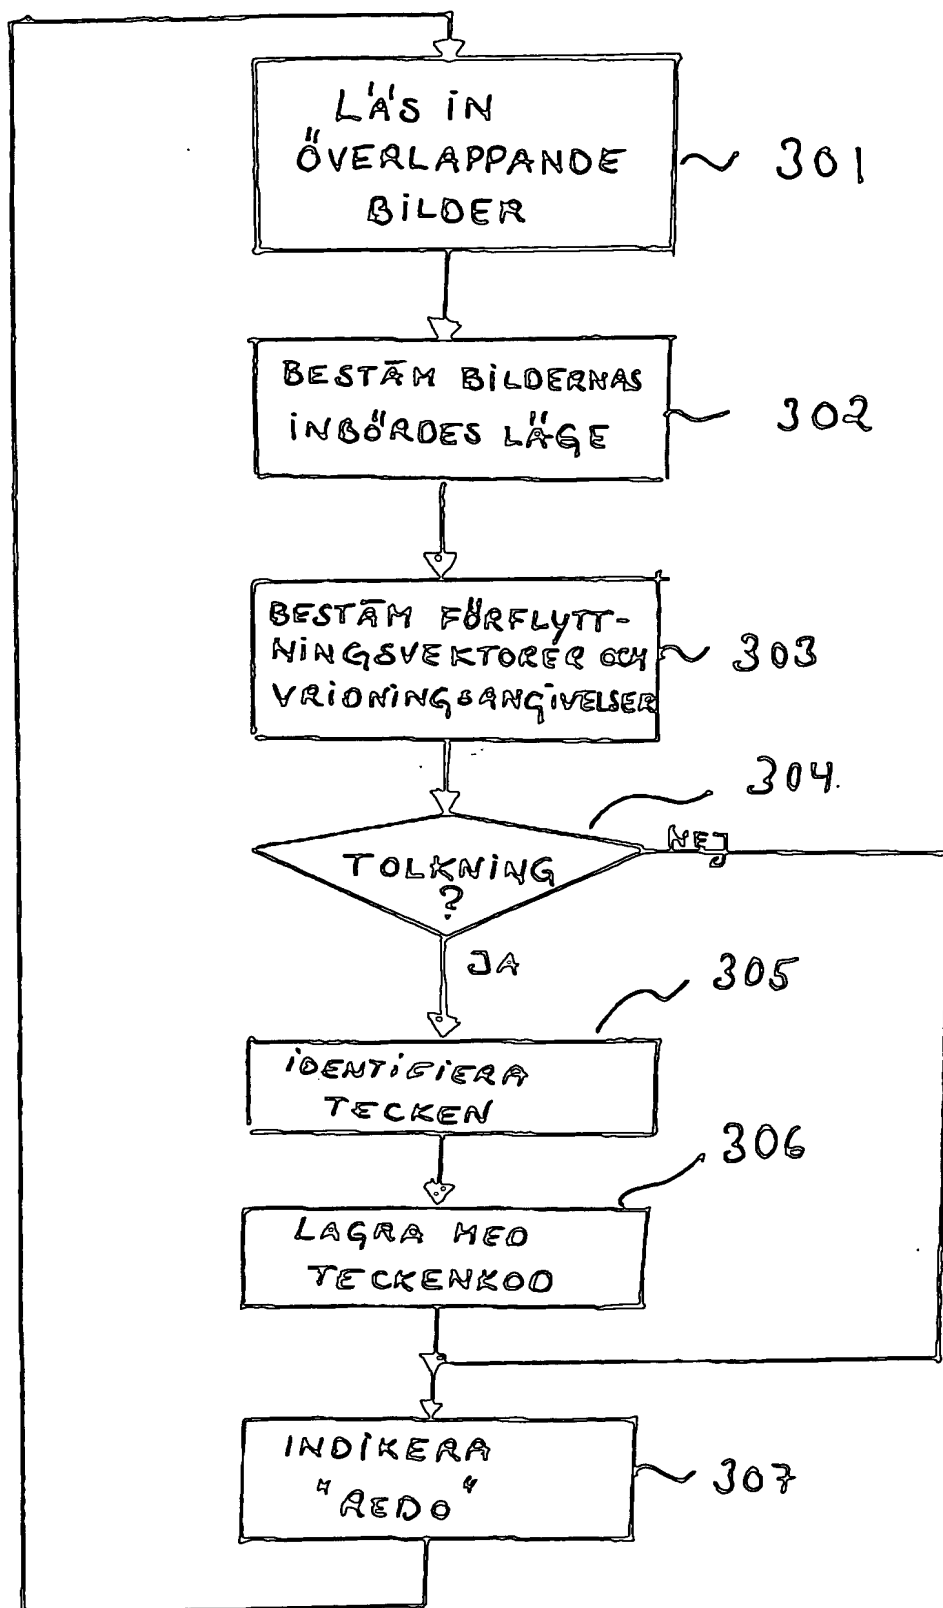 LÄS IN
ÖVERLAPPANDE
BILDER
301
BESTÄM BILDERNAS
INBÖRDES LÄGE
302
BESTÄM FÖRFLYTT-
NINGSVEKTORER OCH
VRIDNINGSANGIVELSER
303
304.
TOLKNING
?
NEJ
JA
305
IDENTIFIERA
TECKEN
306
LAGRA MED
TECKENKOD
INDIKERA
"REDO"
307